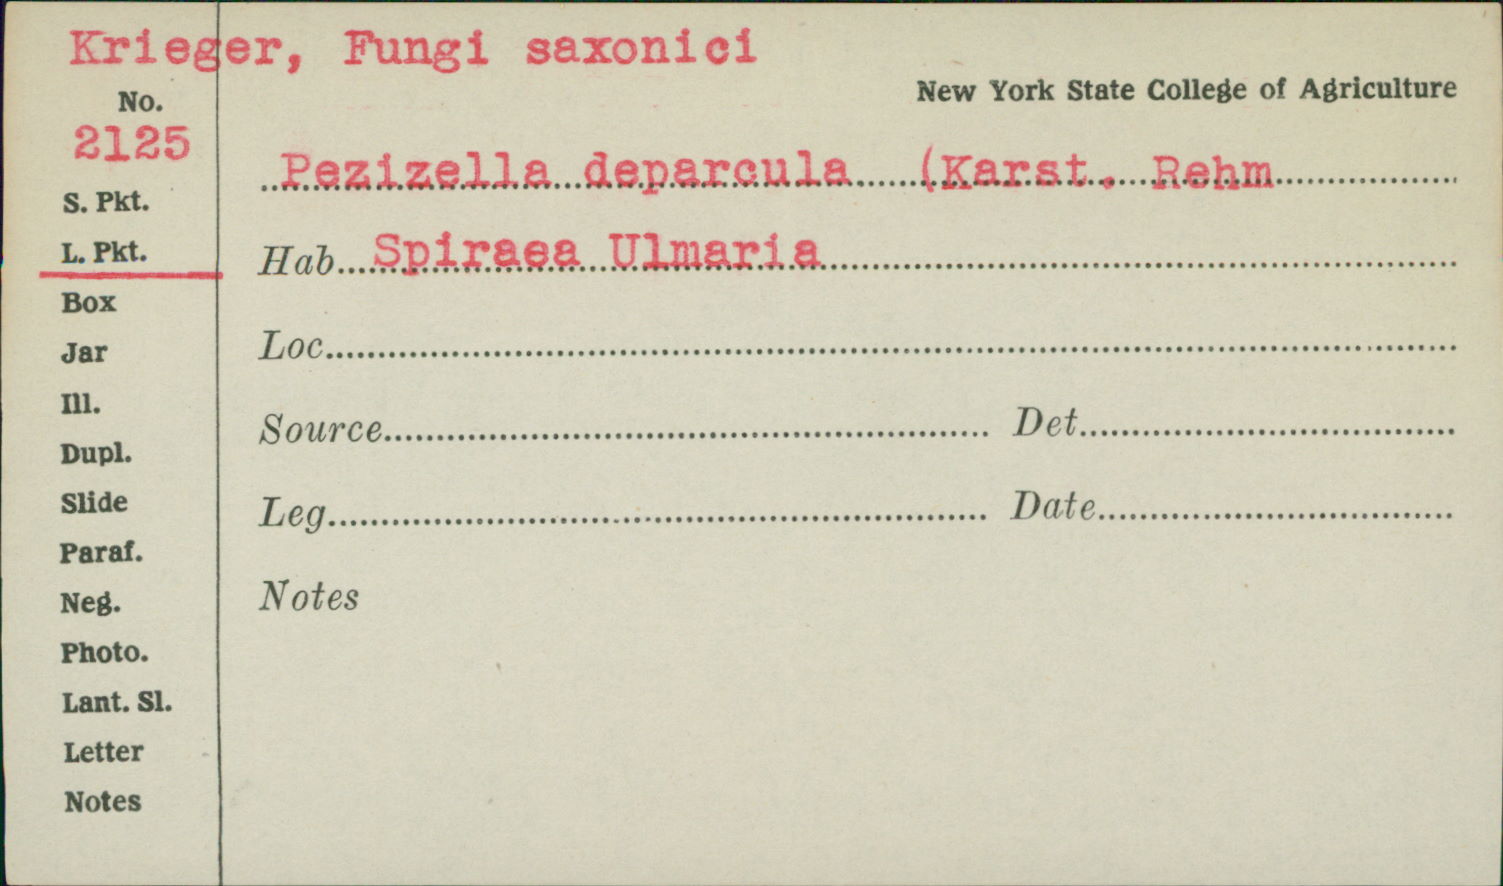 Krieger, Fungi saxonici
New York State College of Agriculture
No.
2125
Pezizella deparcula (Karst. Rehm
S. Pkt.
L. Pkt.
Hab. Spiraea Ulmaria
Box
Jar
Loc.
Ill.
Source Det.
Dupl.
Slide
Leg. Date
Paraf.
Neg.
Notes
Photo.
Lant. Sl.
Letter
Notes